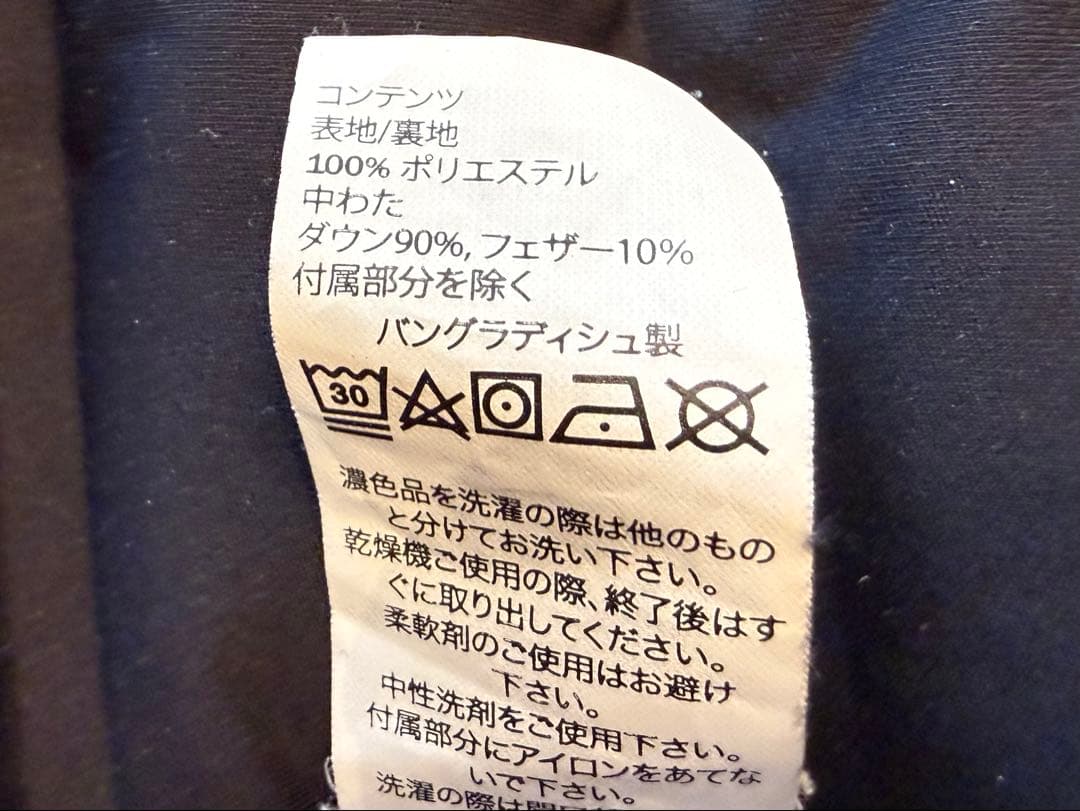 コンテンツ
表地/裏地
100% ポリエステル
中わた
ダウン90%, フェザー10%
付属部分を除く
バングラディシュ製
30
濃色品を洗濯の際は他のもの
と分けてお洗い下さい。
乾燥機ご使用の際、終了後はす
ぐに取り出してください。
柔軟剤のご使用はお避け
下さい。
中性洗剤をご使用下さい。
付属部分にアイロンをあてな
いで下さい。
洗濯の際は